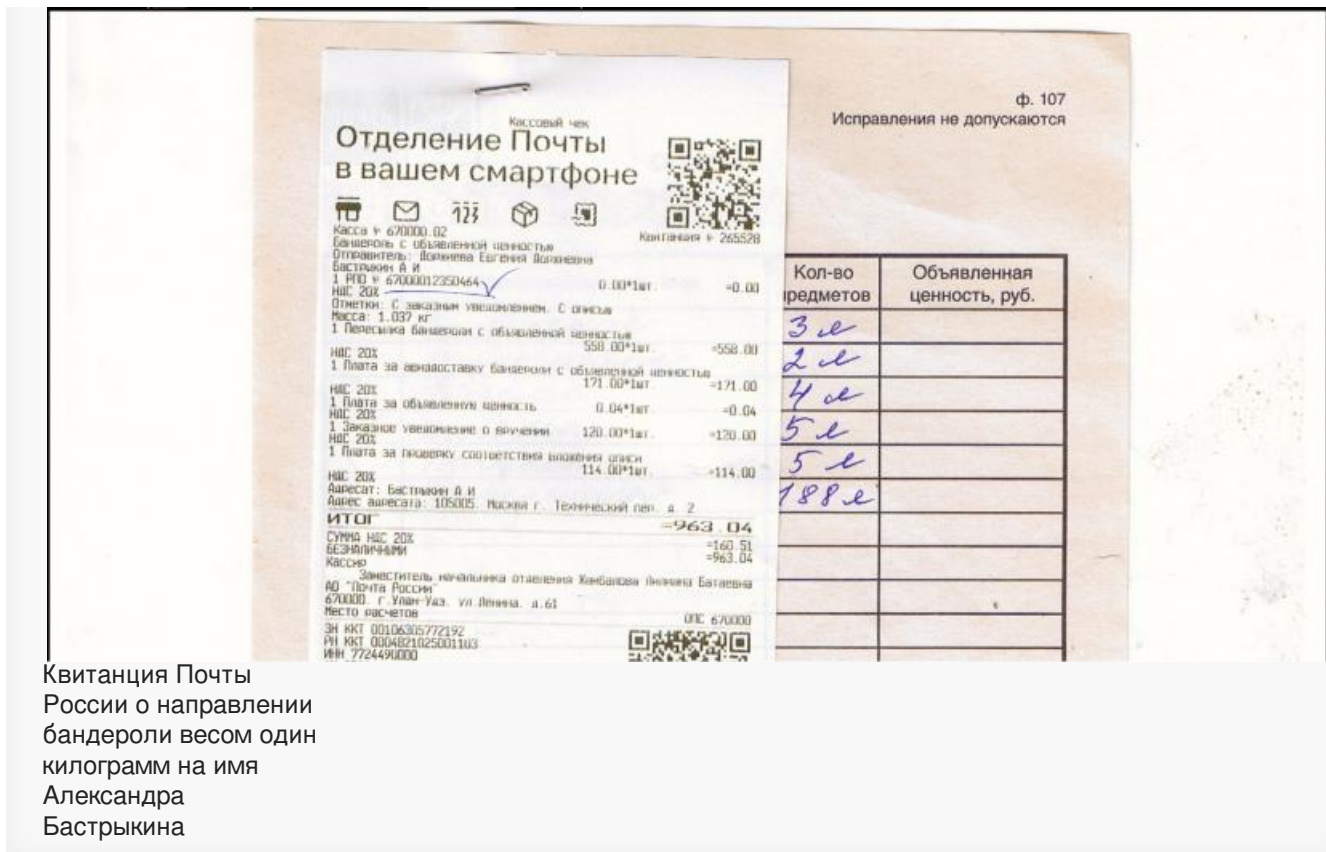 ф. 107
Исправления не допускаются
Кассовый чек
Отделение Почты
в вашем смартфоне
123
Касса № 670000.02
Квитанция № 265528
Бандероль с объявленной ценностью
Отправитель: Доржиева Евгения Доржиевна
Бастрыкин А И
1 РПО № 67000012350464 0.00*1шт. =0.00
НДС 20%
Отметки: С заказным уведомлением. С описью
Масса: 1.037 кг
1 Пересылка бандероли с объявленной ценностью
558.00*1шт. =558.00
НДС 20%
1 Плата за авиадоставку бандероли с объявленной ценностью
171.00*1шт. =171.00
НДС 20%
1 Плата за объявленную ценность 0.04*1шт. =0.04
НДС 20%
1 Заказное уведомление о вручении 120.00*1шт. =120.00
НДС 20%
1 Плата за проверку соответствия вложения описи
114.00*1шт. =114.00
НДС 20%
Адресат: Бастрыкин А И
Адрес адресата: 105005, Москва г, Технический пер, д. 2
ИТОГ =963.04
СУММА НДС 20% =160.51
БЕЗНАЛИЧНЫМИ =963.04
Кассир
Заместитель начальника отделения Батаевна
АО "Почта России"
670000, г.Улан-Удэ, ул.Ленина, д.61
Место расчетов ОПС 670000
ЗН ККТ 00106305772192
РН ККТ 0004821025001103
ИНН 7724490000
Кол-во Объявленная
предметов ценность, руб.
3 л
2 л
4 л
5 л
5 л
188 л
Квитанция Почты
России о направлении
бандероли весом один
килограмм на имя
Александра
Бастрыкина